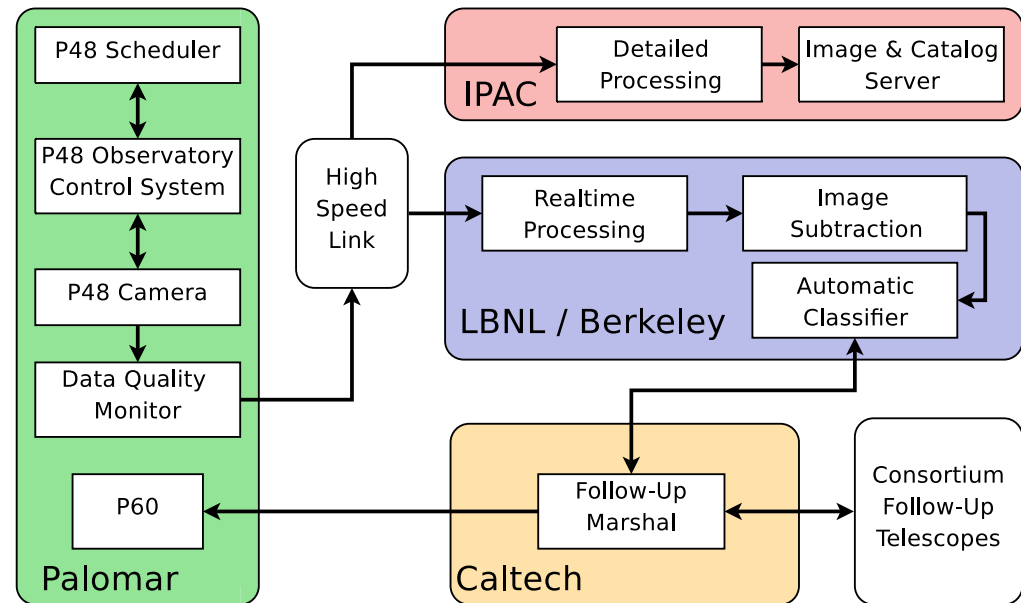 P48 Scheduler
P48 Observatory
Control System
P48 Camera
Data Quality
Monitor
P60
Palomar
High
Speed
Link
Detailed
Processing
Image & Catalog
Server
IPAC
Realtime
Processing
Image
Subtraction
Automatic
Classifier
LBNL / Berkeley
Follow-Up
Marshal
Caltech
Consortium
Follow-Up
Telescopes